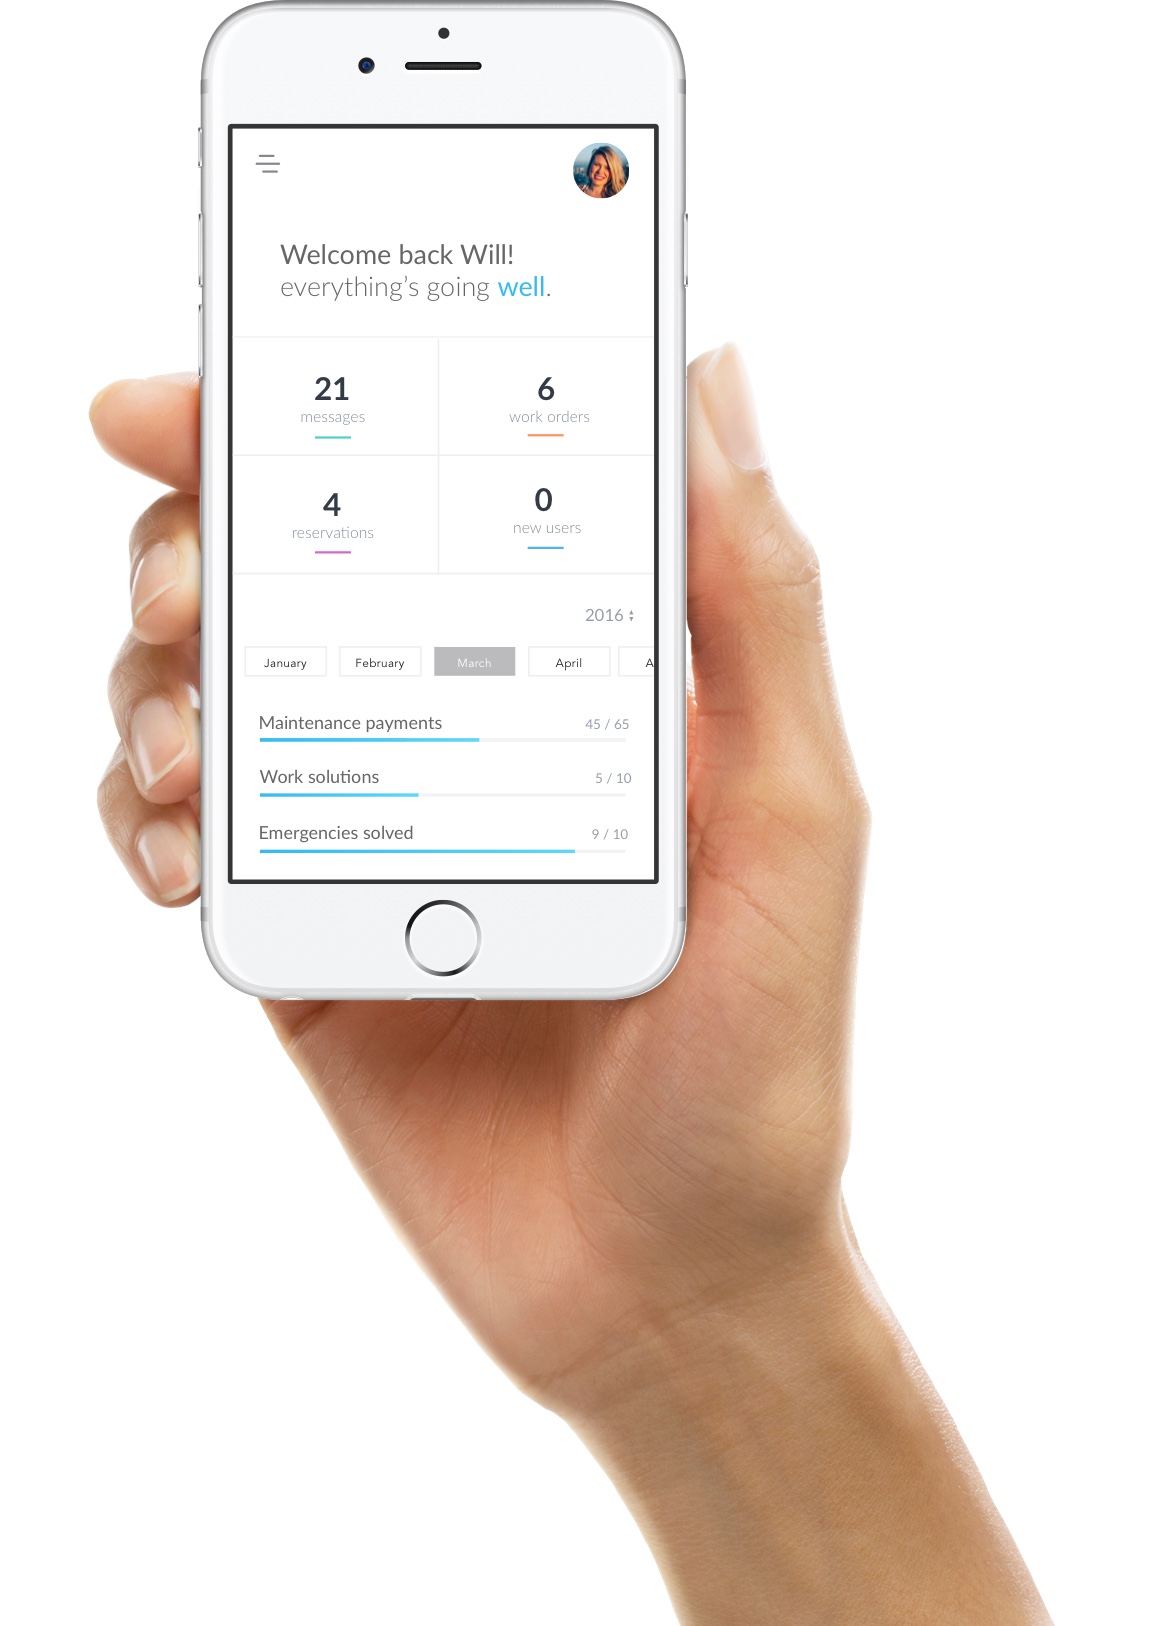 Welcome back Will!
everything's going well.
21
messages
6
work orders
4
reservations
0
new users
2016
January
February
March
April
A
Maintenance payments
45 / 65
Work solutions
5 / 10
Emergencies solved
9 / 10